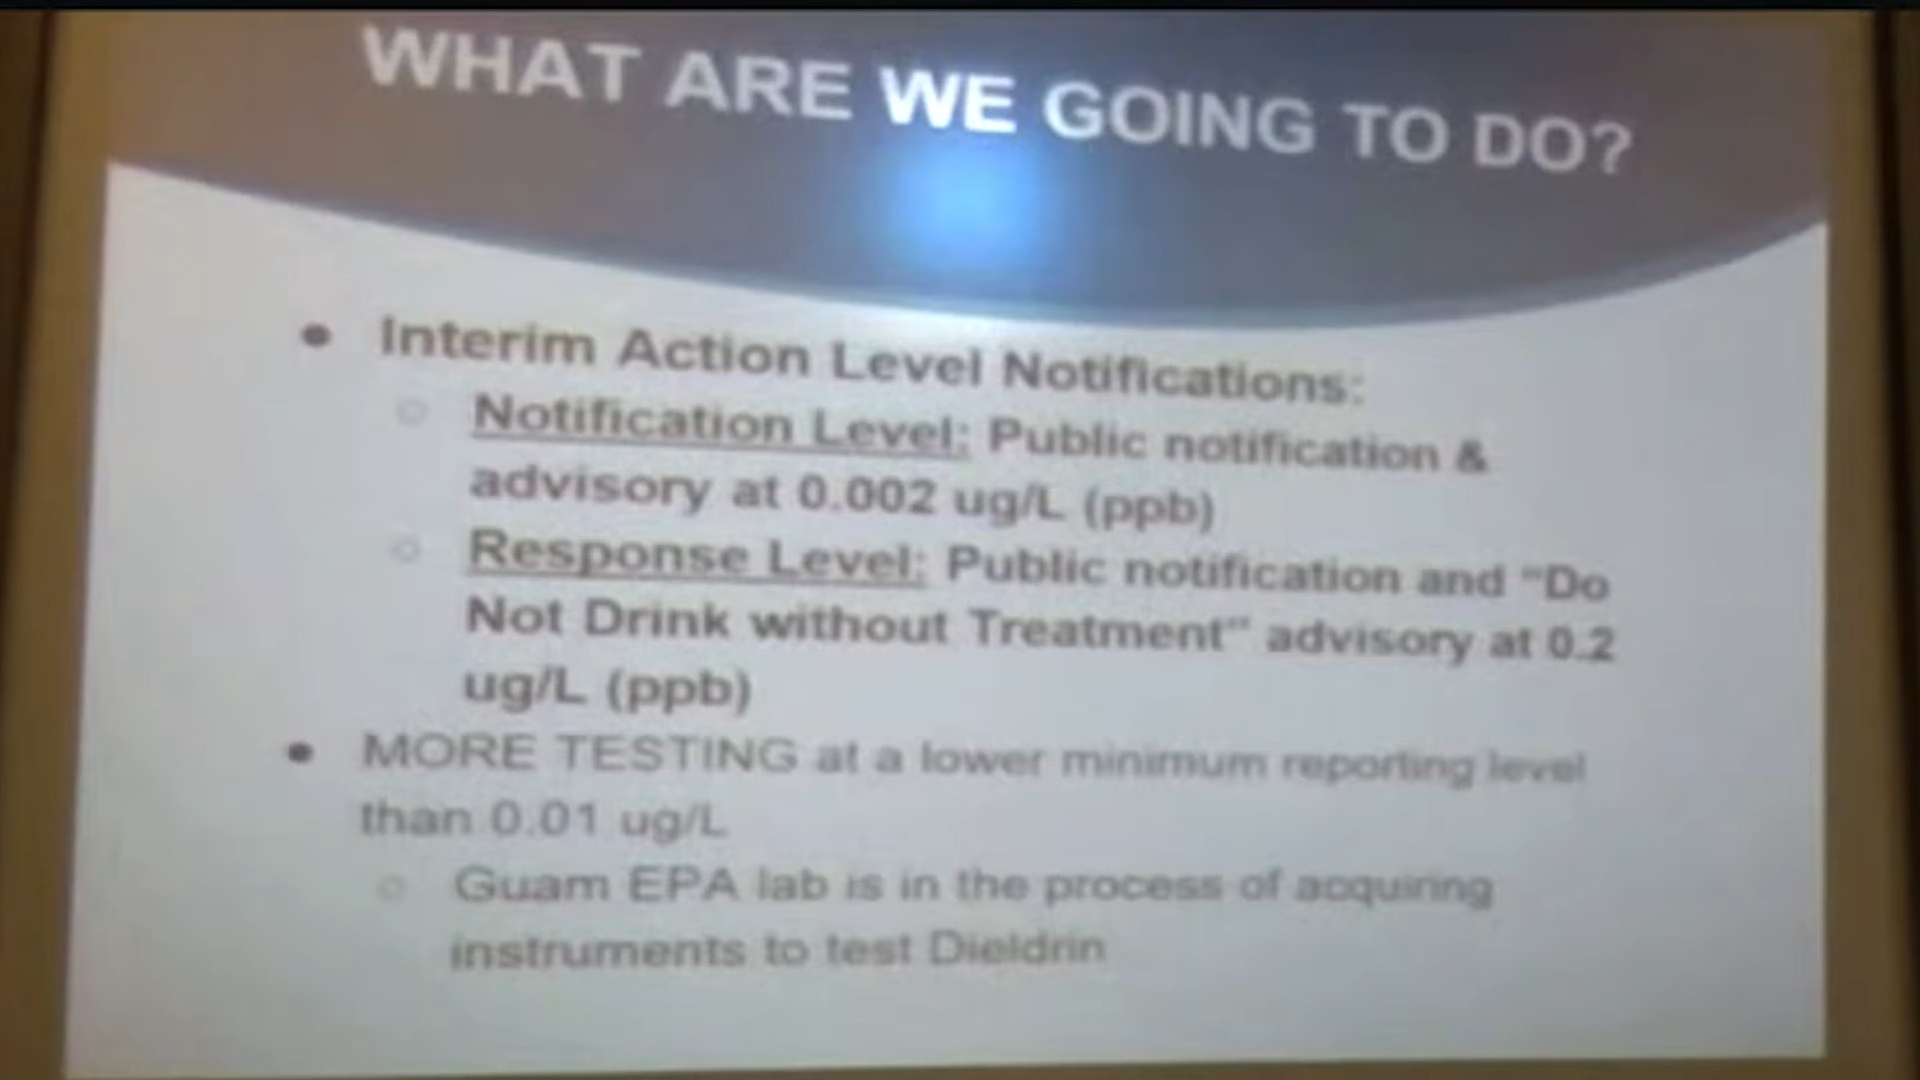 WHAT ARE WE GOING TO DO?
• Interim Action Level Notifications:
○ Notification Level: Public notification &
advisory at 0.002 ug/L (ppb)
○ Response Level: Public notification and "Do
Not Drink without Treatment" advisory at 0.2
ug/L (ppb)
• MORE TESTING at a lower minimum reporting level
than 0.01 ug/L
○ Guam EPA lab is in the process of acquiring
instruments to test Dieldrin